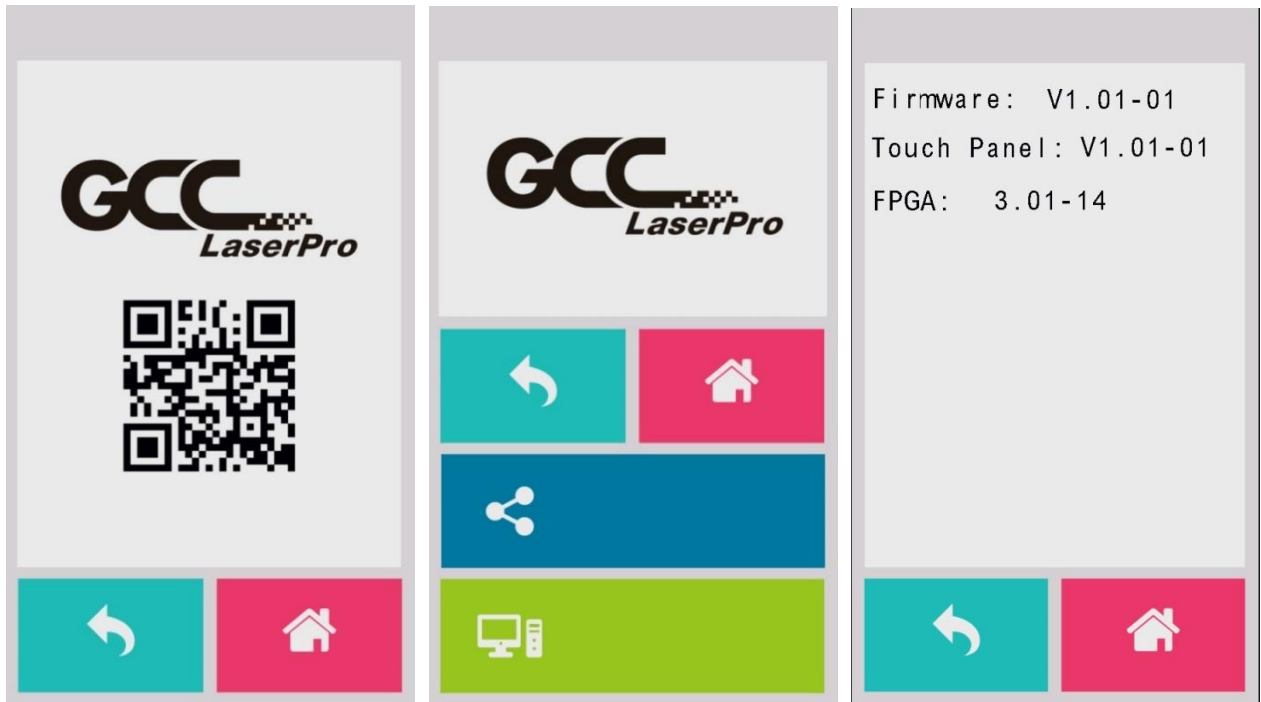 GCC
LaserPro
GCC
LaserPro
Firmware: V1.01-01
Touch Panel: V1.01-01
FPGA: 3.01-14